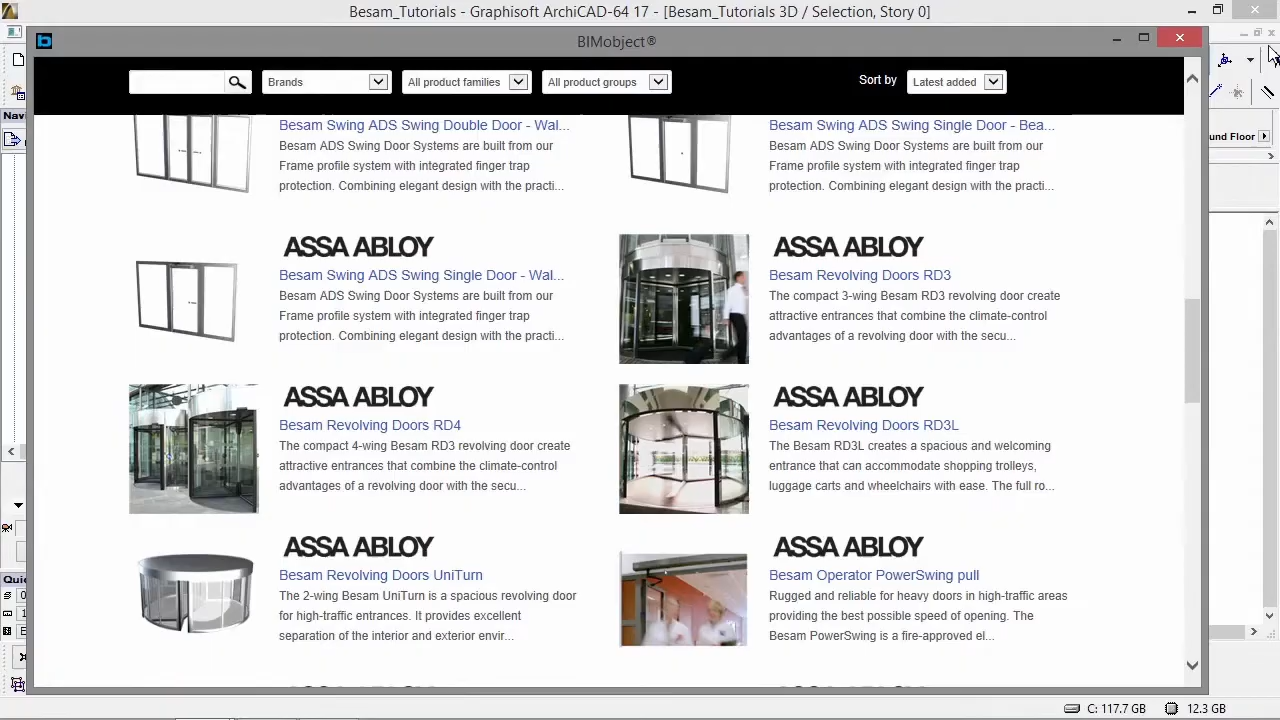 Besam_Tutorials - Graphisoft ArchiCAD-64 17 - [Besam_Tutorials 3D / Selection, Story 0]
BIMobject®
Brands
All product families
All product groups
Sort by
Latest added
Navi
und Floor
Besam Swing ADS Swing Double Door - Wal...
Besam ADS Swing Door Systems are built from our
Frame profile system with integrated finger trap
protection. Combining elegant design with the practi...
Besam Swing ADS Swing Single Door - Bea...
Besam ADS Swing Door Systems are built from our
Frame profile system with integrated finger trap
protection. Combining elegant design with the practi...
ASSA ABLOY
Besam Swing ADS Swing Single Door - Wal...
Besam ADS Swing Door Systems are built from our
Frame profile system with integrated finger trap
protection. Combining elegant design with the practi...
ASSA ABLOY
Besam Revolving Doors RD3
The compact 3-wing Besam RD3 revolving door create
attractive entrances that combine the climate-control
advantages of a revolving door with the secu...
ASSA ABLOY
Besam Revolving Doors RD4
The compact 4-wing Besam RD3 revolving door create
attractive entrances that combine the climate-control
advantages of a revolving door with the secu...
ASSA ABLOY
Besam Revolving Doors RD3L
The Besam RD3L creates a spacious and welcoming
entrance that can accommodate shopping trolleys,
luggage carts and wheelchairs with ease. The full ro...
ASSA ABLOY
Besam Revolving Doors UniTurn
The 2-wing Besam UniTurn is a spacious revolving door
for high-traffic entrances. It provides excellent
separation of the interior and exterior envir...
ASSA ABLOY
Besam Operator PowerSwing pull
Rugged and reliable for heavy doors in high-traffic areas
providing the best possible speed of opening. The
Besam PowerSwing is a fire-approved el...
Quic
C: 117.7 GB
12.3 GB